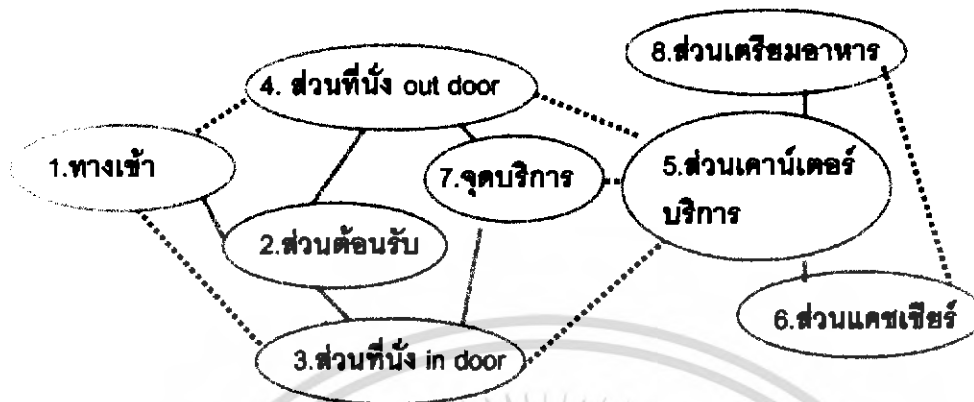 8.ส่วนเตรียมอาหาร
4. ส่วนที่นั่ง out door
1.ทางเข้า
7.จุดบริการ
5.ส่วนเคาน์เตอร์
บริการ
2.ส่วนต้อนรับ
6.ส่วนแคชเชียร์
3.ส่วนที่นั่ง in door